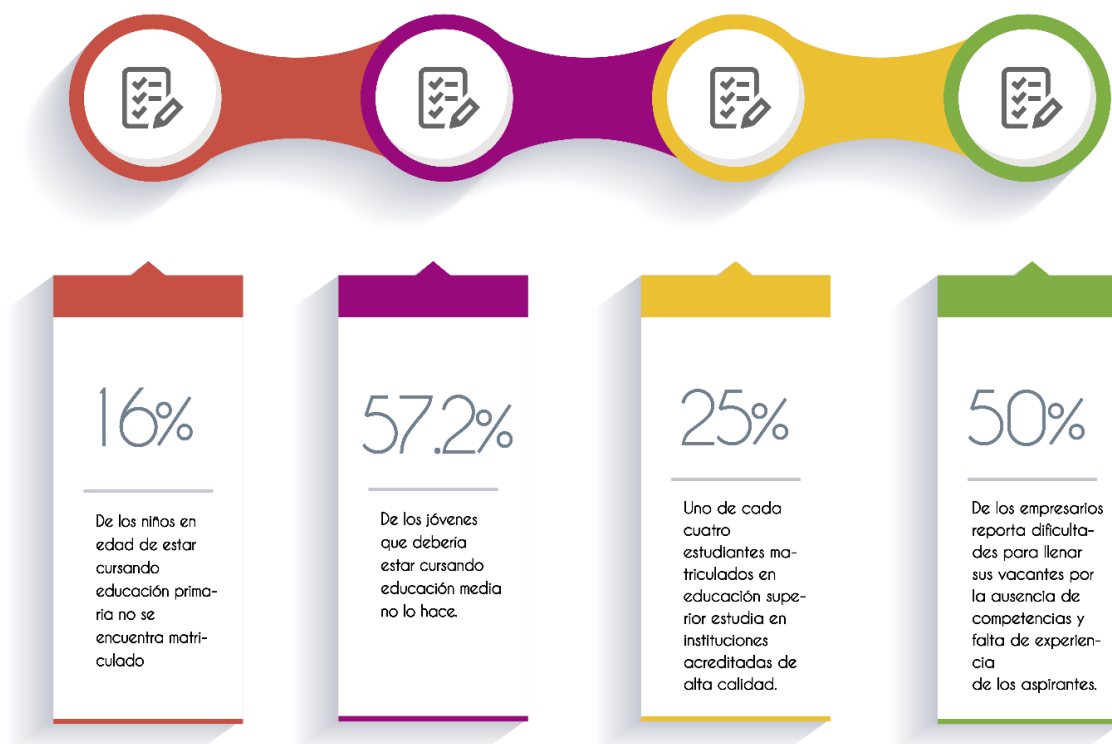 16%
De los niños en
edad de estar
cursando
educación prima-
ria no se
encuentra matri-
culado
57.2%
De los jóvenes
que debería
estar cursando
educación media
no lo hace.
25%
Uno de cada
cuatro
estudiantes ma-
triculados en
educación supe-
rior estudia en
instituciones
acreditadas de
alta calidad.
50%
De los empresarios
reporta dificulta-
des para llenar
sus vacantes por
la ausencia de
competencias y
falta de experien-
cia
de los aspirantes.